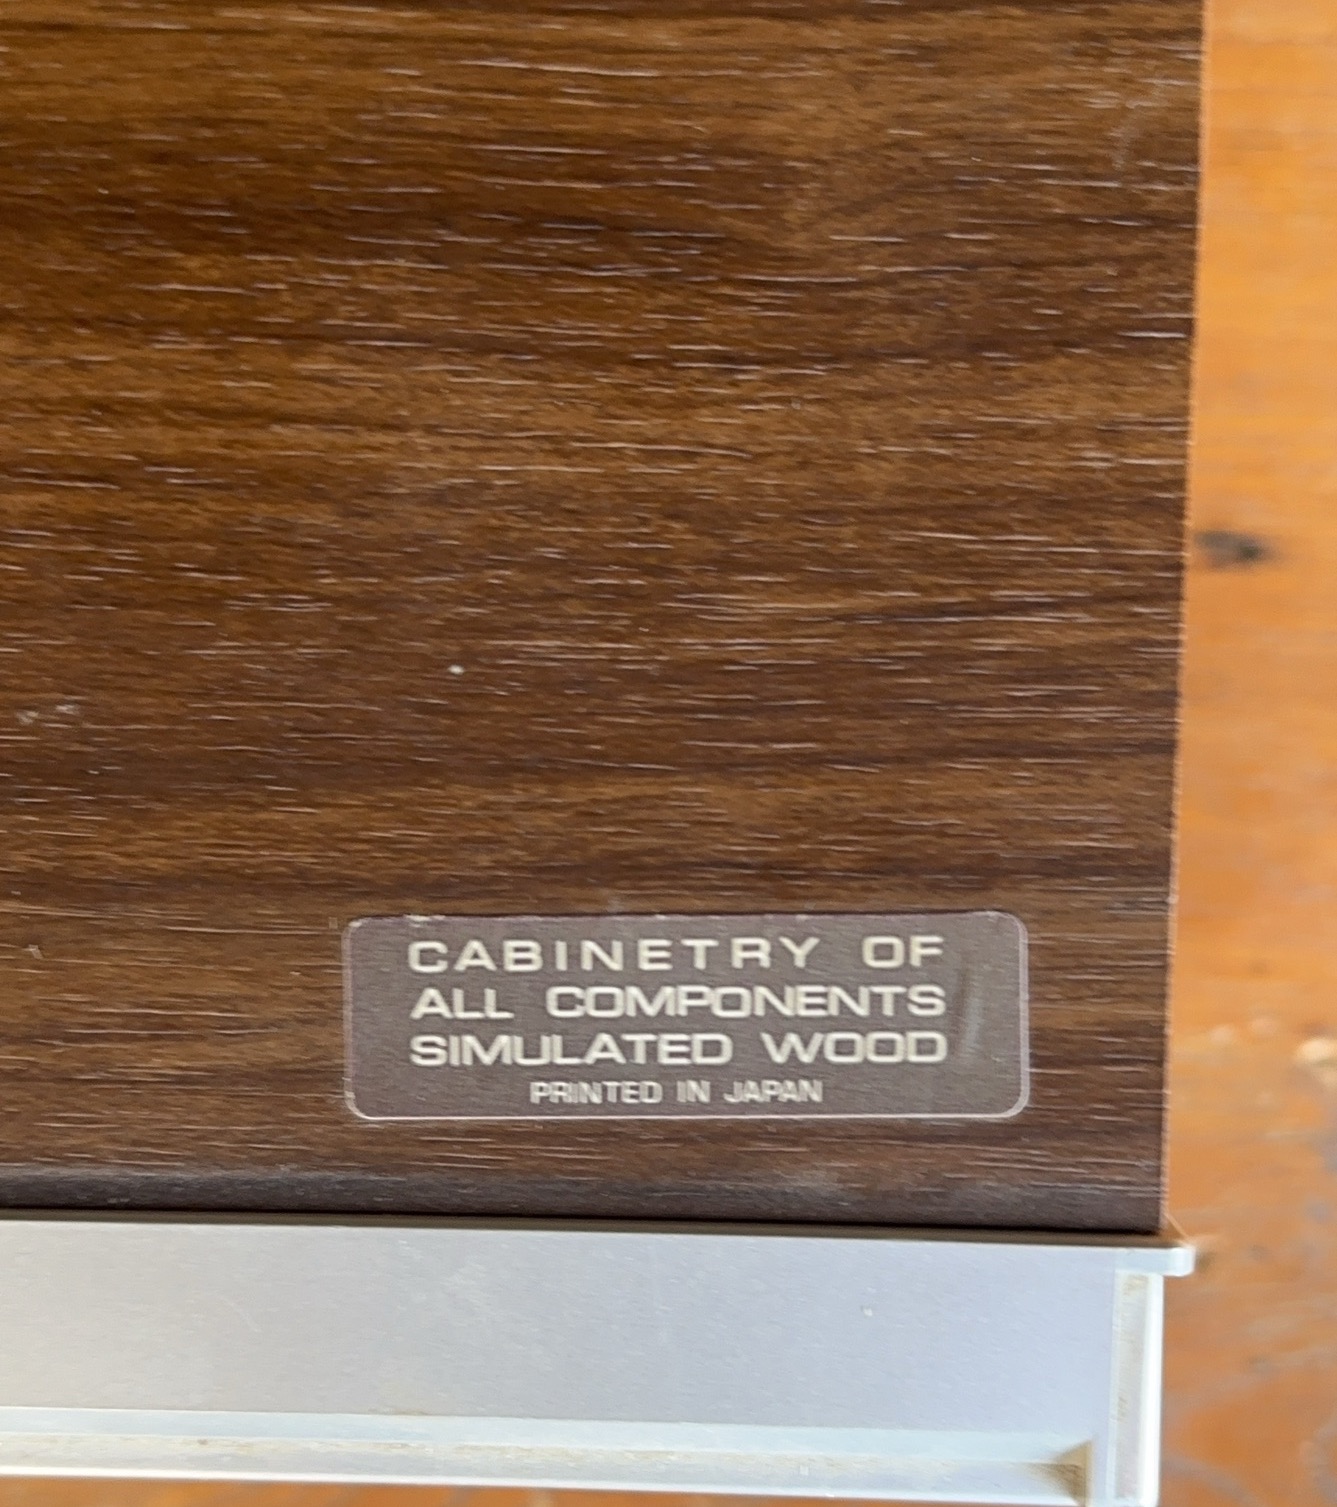 CABINETRY OF
ALL COMPONENTS
SIMULATED WOOD
PRINTED IN JAPAN